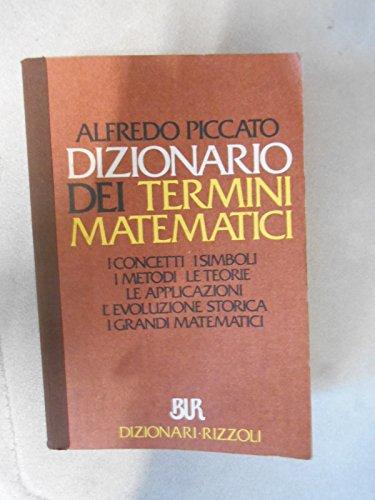 ALFREDO PICCATO
DIZIONARIO
DEI TERMINI
MATEMATICI
I CONCETTI I SIMBOLI
I METODI LE TEORIE
LE APPLICAZIONI
L'EVOLUZIONE STORICA
I GRANDI MATEMATICI
BUR
DIZIONARI·RIZZOLI